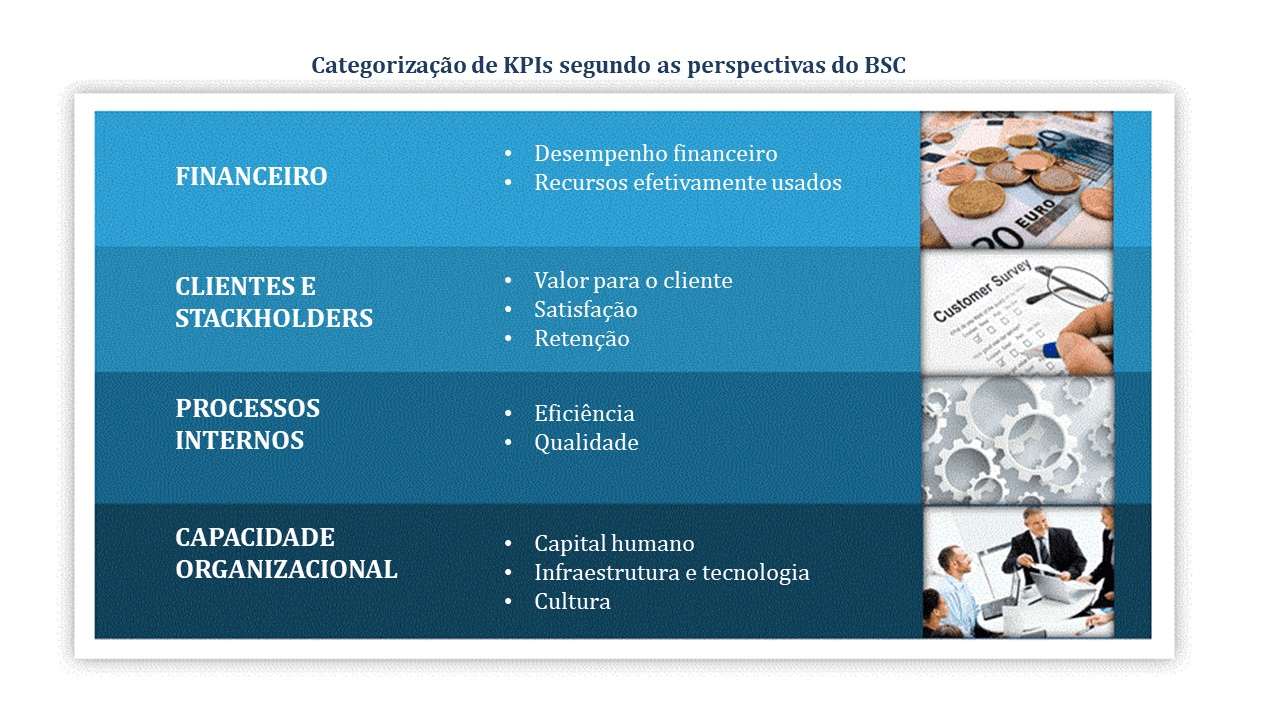 Categorização de KPIs segundo as perspectivas do BSC
FINANCEIRO
• Desempenho financeiro
• Recursos efetivamente usados
20 EURO
CLIENTES E
STACKHOLDERS
• Valor para o cliente
• Satisfação
• Retenção
Customer Survey
PROCESSOS
INTERNOS
• Eficiência
• Qualidade
CAPACIDADE
ORGANIZACIONAL
• Capital humano
• Infraestrutura e tecnologia
• Cultura